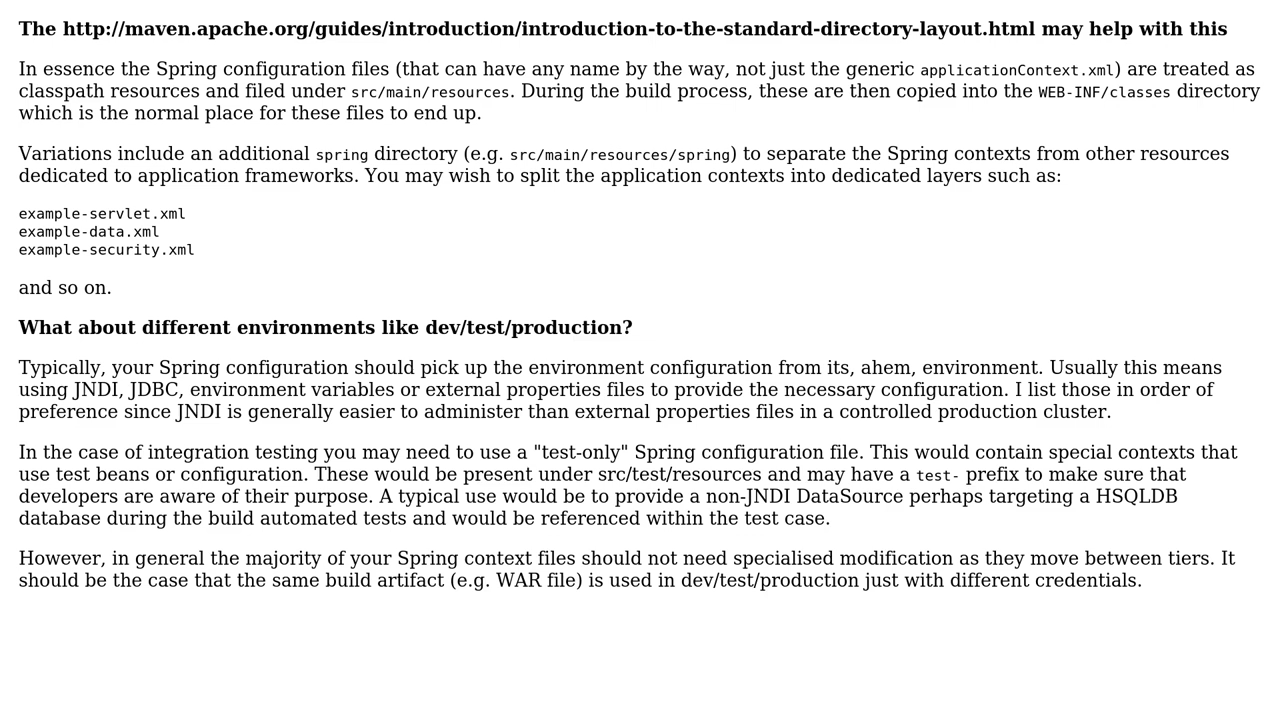 The http://maven.apache.org/guides/introduction/introduction-to-the-standard-directory-layout.html may help with this
In essence the Spring configuration files (that can have any name by the way, not just the generic applicationContext.xml) are treated as
classpath resources and filed under src/main/resources. During the build process, these are then copied into the WEB-INF/classes directory
which is the normal place for these files to end up.
Variations include an additional spring directory (e.g. src/main/resources/spring) to separate the Spring contexts from other resources
dedicated to application frameworks. You may wish to split the application contexts into dedicated layers such as:
example-servlet.xml
example-data.xml
example-security.xml
and so on.
What about different environments like dev/test/production?
Typically, your Spring configuration should pick up the environment configuration from its, ahem, environment. Usually this means
using JNDI, JDBC, environment variables or external properties files to provide the necessary configuration. I list those in order of
preference since JNDI is generally easier to administer than external properties files in a controlled production cluster.
In the case of integration testing you may need to use a "test-only" Spring configuration file. This would contain special contexts that
use test beans or configuration. These would be present under src/test/resources and may have a test- prefix to make sure that
developers are aware of their purpose. A typical use would be to provide a non-JNDI DataSource perhaps targeting a HSQLDB
database during the build automated tests and would be referenced within the test case.
However, in general the majority of your Spring context files should not need specialised modification as they move between tiers. It
should be the case that the same build artifact (e.g. WAR file) is used in dev/test/production just with different credentials.